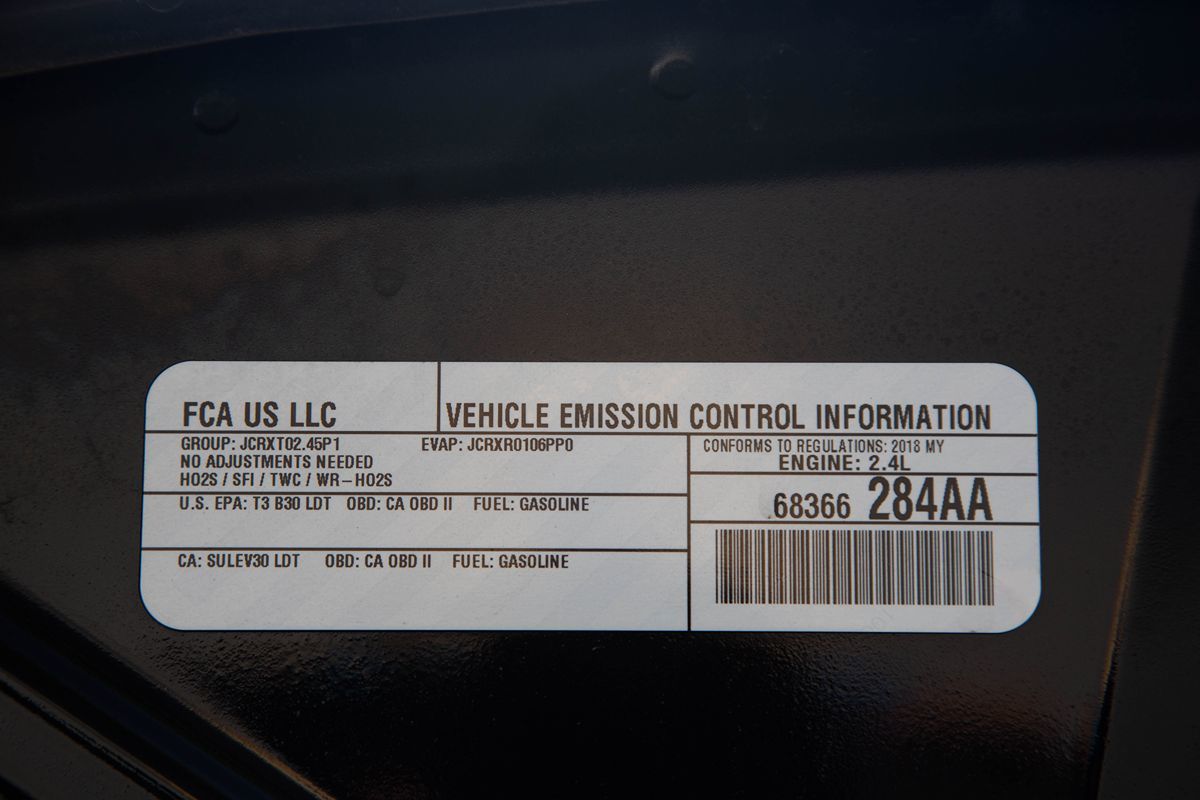 FCA US LLC
VEHICLE EMISSION CONTROL INFORMATION
GROUP: JCRXT02.45P1 EVAP: JCRXR0106PP0
NO ADJUSTMENTS NEEDED
HO2S / SFI / TWC / WR-HO2S
U.S. EPA: T3 B30 LDT OBD: CA OBD II FUEL: GASOLINE
CA: SULEV30 LDT OBD: CA OBD II FUEL: GASOLINE
CONFORMS TO REGULATIONS: 2018 MY
ENGINE: 2.4L
68366 284AA